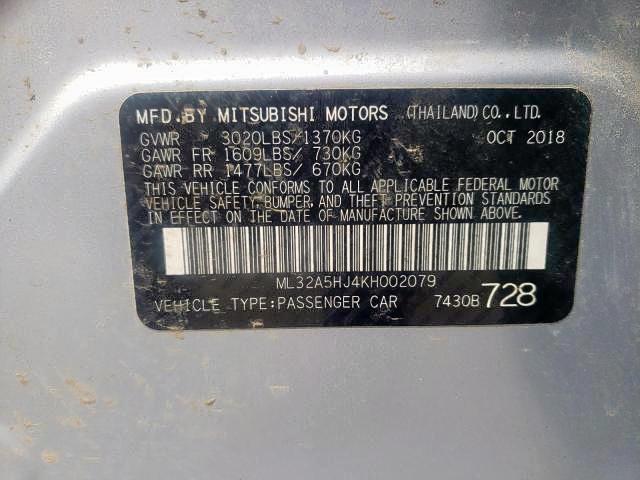 MFD.BY MITSUBISHI MOTORS (THAILAND)CO.,LTD.
GVWR 3020LBS/1370KG OCT 2018
GAWR FR 1609LBS/ 730KG
GAWR RR 1477LBS/ 670KG
THIS VEHICLE CONFORMS TO ALL APPLICABLE FEDERAL MOTOR
VEHICLE SAFETY,BUMPER, AND THEFT PREVENTION STANDARDS
IN EFFECT ON THE DATE OF MANUFACTURE SHOWN ABOVE.
ML32A5HJ4KH002079
VEHICLE TYPE:PASSENGER CAR 7430B 728